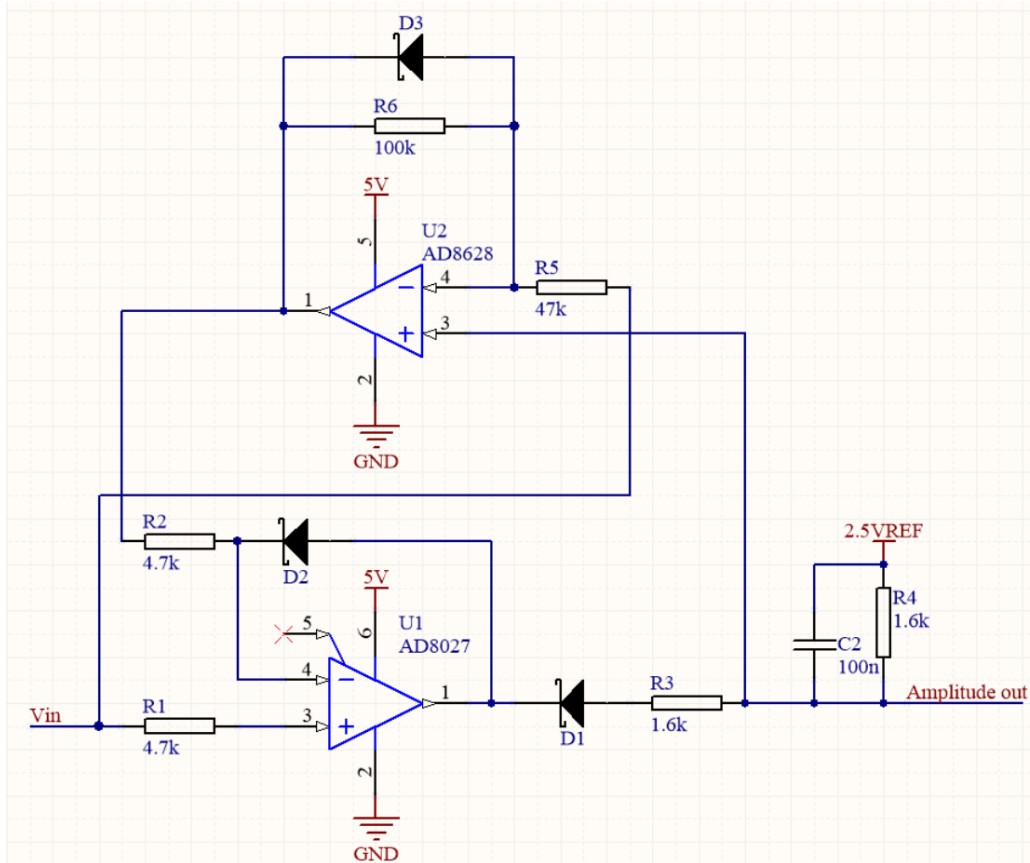 D3
R6
100k
5V
5
U2
AD8628
1
4
3
2
R5
47k
GND
R2
4.7k
D2
5V
6
U1
AD8027
5
4
3
1
2
Vin
R1
4.7k
GND
D1
R3
1.6k
2.5VREF
R4
1.6k
C2
100n
Amplitude out